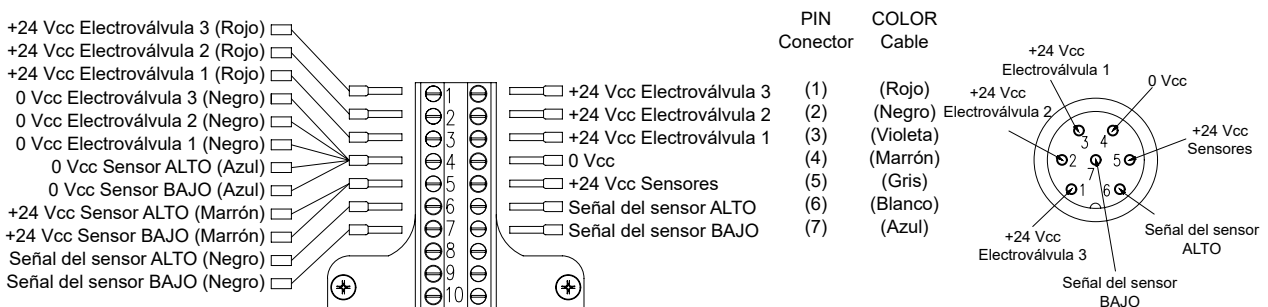 +24 Vcc Electroválvula 3 (Rojo)
+24 Vcc Electroválvula 2 (Rojo)
+24 Vcc Electroválvula 1 (Rojo)
0 Vcc Electroválvula 3 (Negro)
0 Vcc Electroválvula 2 (Negro)
0 Vcc Electroválvula 1 (Negro)
0 Vcc Sensor ALTO (Azul)
0 Vcc Sensor BAJO (Azul)
+24 Vcc Sensor ALTO (Marrón)
+24 Vcc Sensor BAJO (Marrón)
Señal del sensor ALTO (Negro)
Señal del sensor BAJO (Negro)
1
2
3
4
5
6
7
8
9
10
PIN COLOR
Conector Cable
+24 Vcc Electroválvula 3 (1) (Rojo)
+24 Vcc Electroválvula 2 (2) (Negro)
+24 Vcc Electroválvula 1 (3) (Violeta)
0 Vcc (4) (Marrón)
+24 Vcc Sensores (5) (Gris)
Señal del sensor ALTO (6) (Blanco)
Señal del sensor BAJO (7) (Azul)
+24 Vcc
Electroválvula 1
0 Vcc
+24 Vcc
Electroválvula 2
+24 Vcc
Sensores
3 4
2 5
7
1 6
+24 Vcc
Electroválvula 3
Señal del sensor
ALTO
Señal del sensor
BAJO